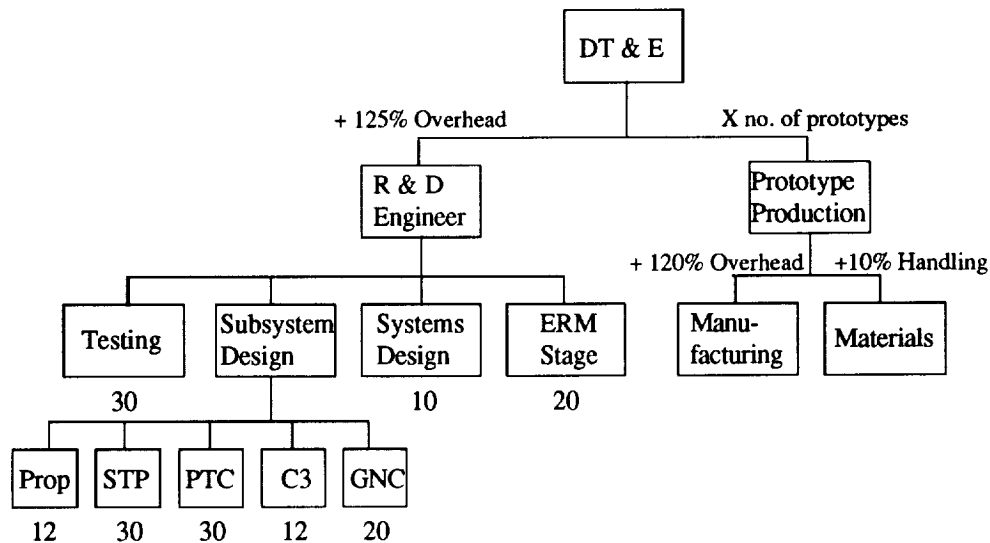 DT & E
+ 125% Overhead
X no. of prototypes
R & D
Engineer
Prototype
Production
+ 120% Overhead
+10% Handling
Testing
Subsystem
Design
Systems
Design
ERM
Stage
Manu-
facturing
Materials
30
10
20
Prop
STP
PTC
C3
GNC
12
30
30
12
20